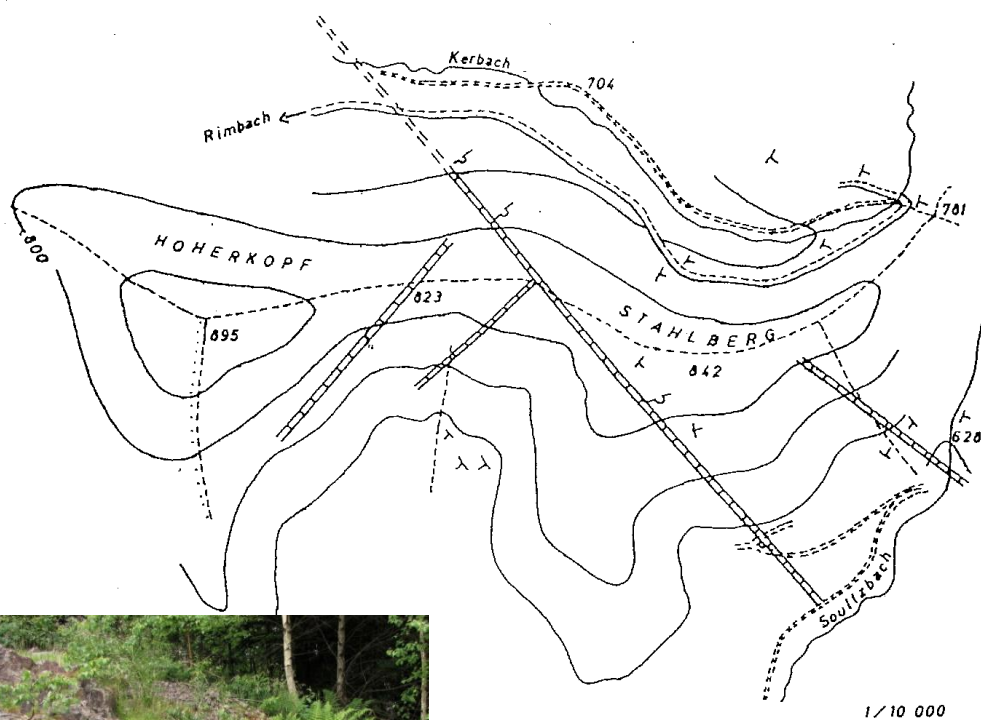 Kerbach
704
Rimbach
781
800
HOHERKOPF
823
STAHLBERG
895
842
628
Soultzbach
1/10 000